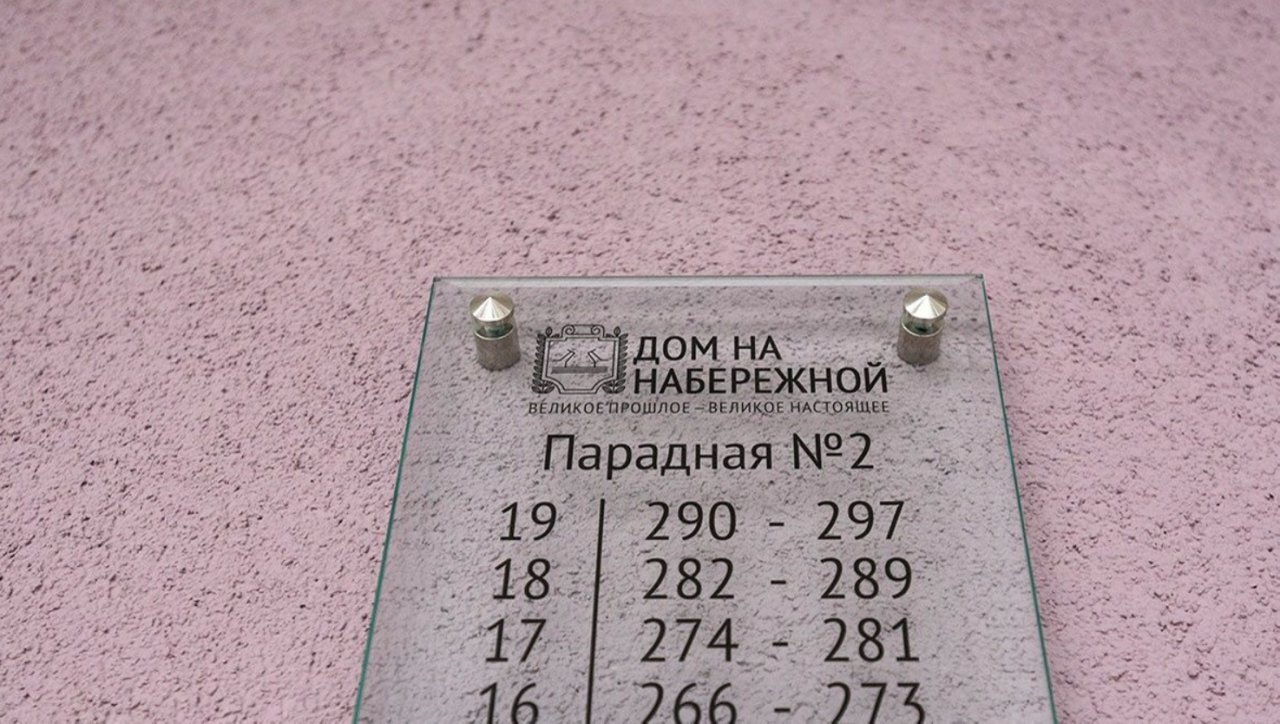 ДОМ НА
НАБЕРЕЖНОЙ
ВЕЛИКОЕ ПРОШЛОЕ – ВЕЛИКОЕ НАСТОЯЩЕЕ
Парадная №2
19 290 - 297
18 282 - 289
17 274 - 281
16 266 - 273